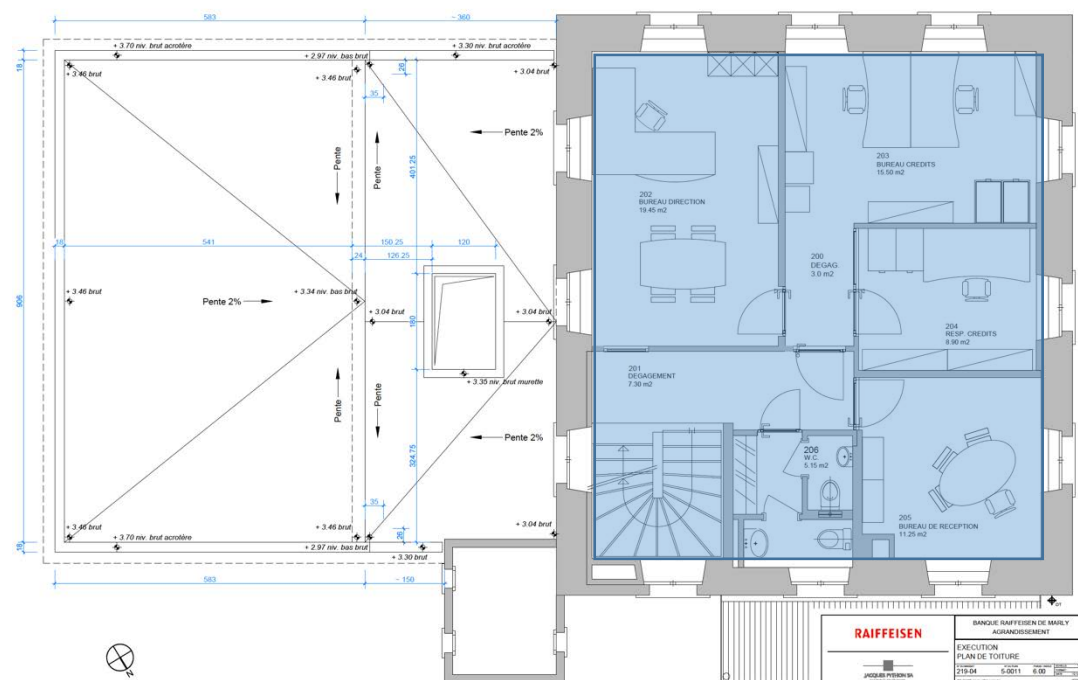 583
~ 360
+ 3.70 niv. brut acrotère
+ 3.30 niv. brut acrotère
+ 2.97 niv. bas brut
18
+ 3.46 brut
+ 3.46 brut
26
+ 3.04 brut
35
Pente 2%
Pente
Pente
401.25
203
BUREAU CREDITS
15.50 m2
202
BUREAU DIRECTION
19.45 m2
18
541
150.25
120
24
126.25
200
DEGAG.
3.0 m2
906
+ 3.46 brut
Pente 2%
+ 3.34 niv. bas brut
+ 3.04 brut
180
+ 3.04 brut
204
RESP. CREDITS
8.90 m2
201
DEGAGEMENT
7.30 m2
+ 3.35 niv. brut murette
Pente
Pente
Pente 2%
324.75
206
W.C.
5.15 m2
35
205
BUREAU DE RECEPTION
11.25 m2
+ 3.46 brut
+ 3.46 brut
26
+ 3.04 brut
18
+ 3.70 niv. brut acrotère
+ 2.97 niv. bas brut
+ 3.30 brut
583
~ 150
N
RAIFFEISEN
BANQUE RAIFFEISEN DE MARLY
AGRANDISSEMENT
EXECUTION
PLAN DE TOITURE
219-04
5-0011
6.00